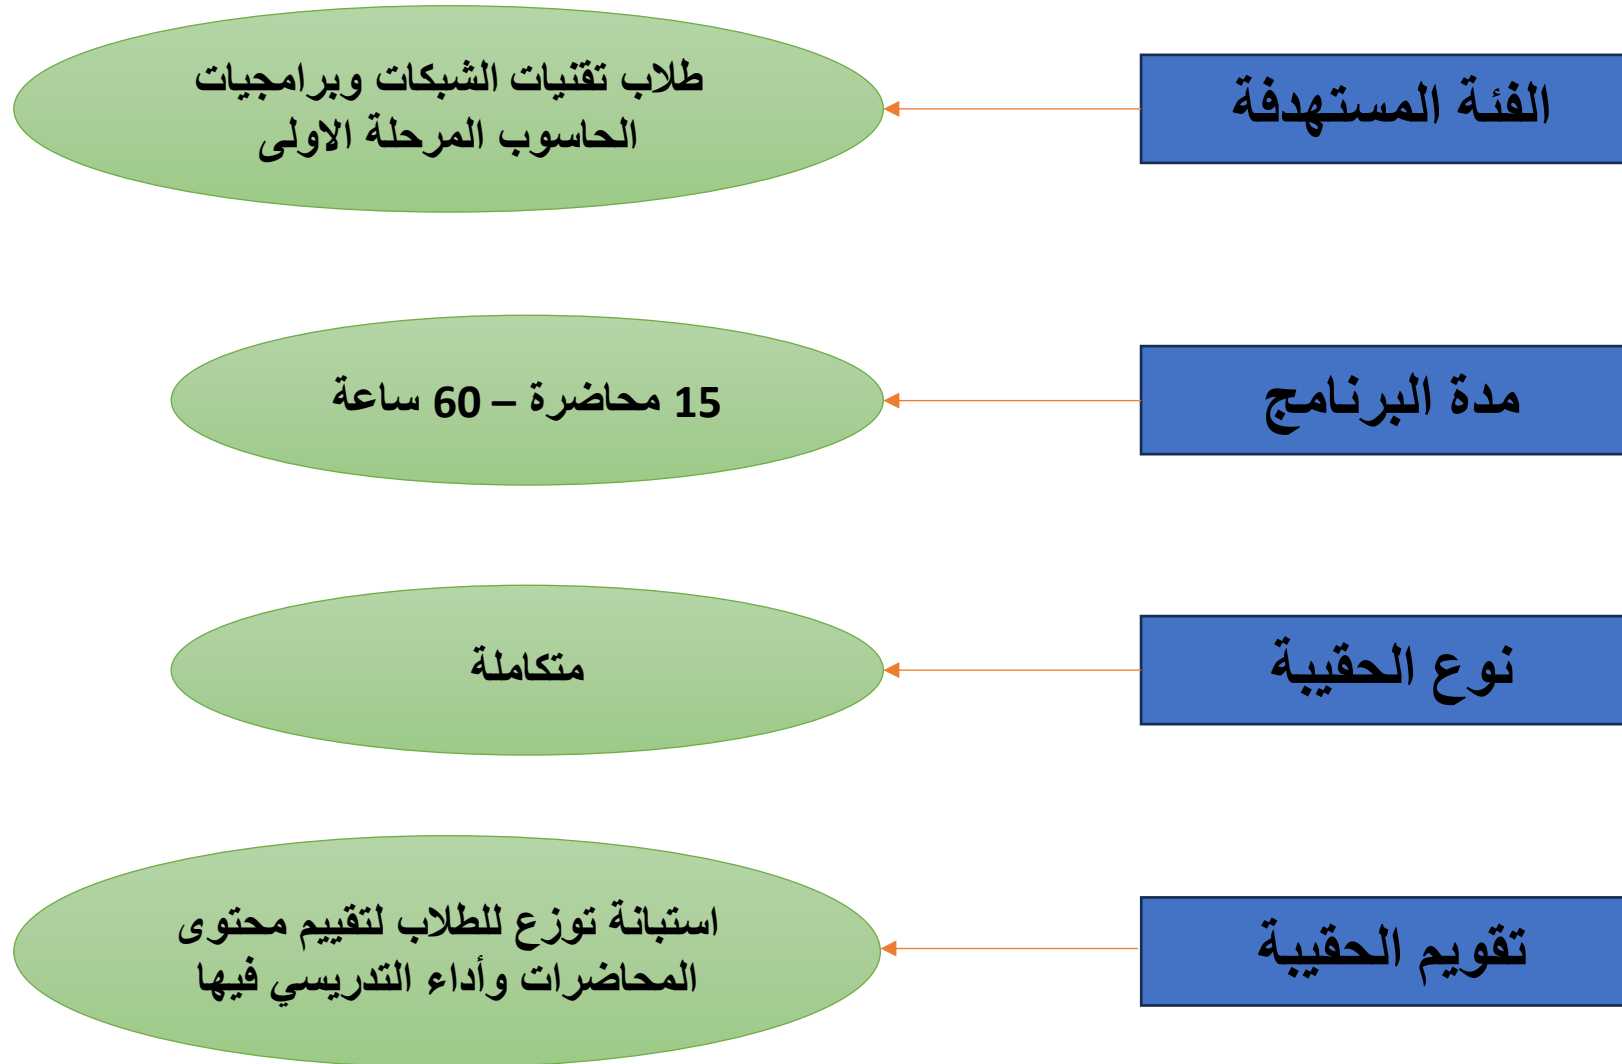 الفئة المستهدفة
طلاب تقنيات الشبكات وبرامجيات
الحاسوب المرحلة الاولى
مدة البرنامج
15 محاضرة – 60 ساعة
نوع الحقيبة
متكاملة
تقويم الحقيبة
استبانة توزع للطلاب لتقييم محتوى
المحاضرات وأداء التدريسي فيها